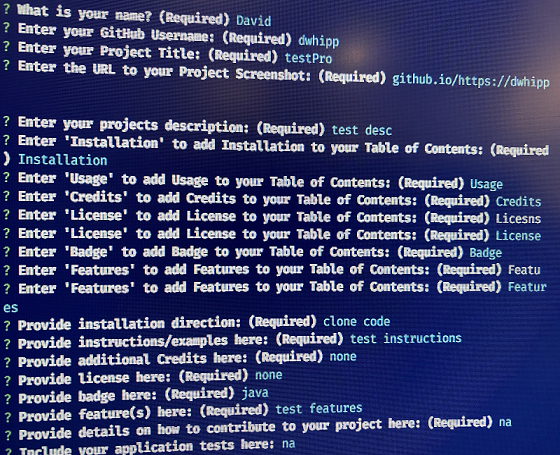 ? What is your name? (Required) David
? Enter your GitHub Username: (Required) dwhipp
? Enter your Project Title: (Required) testPro
? Enter the URL to your Project Screenshot: (Required) github.io/https://dwhipp
? Enter your projects description: (Required) test desc
? Enter 'Installation' to add Installation to your Table of Contents: (Required
) Installation
? Enter 'Usage' to add Usage to your Table of Contents: (Required) Usage
? Enter 'Credits' to add Credits to your Table of Contents: (Required) Credits
? Enter 'License' to add License to your Table of Contents: (Required) Licesns
? Enter 'License' to add License to your Table of Contents: (Required) License
? Enter 'Badge' to add Badge to your Table of Contents: (Required) Badge
? Enter 'Features' to add Features to your Table of Contents: (Required) Featu
? Enter 'Features' to add Features to your Table of Contents: (Required) Featur
es
? Provide installation direction: (Required) clone code
? Provide instructions/examples here: (Required) test instructions
? Provide additional Credits here: (Required) none
? Provide license here: (Required) none
? Provide badge here: (Required) java
? Provide feature(s) here: (Required) test features
? Provide details on how to contribute to your project here: (Required) na
? Include your application tests here: na